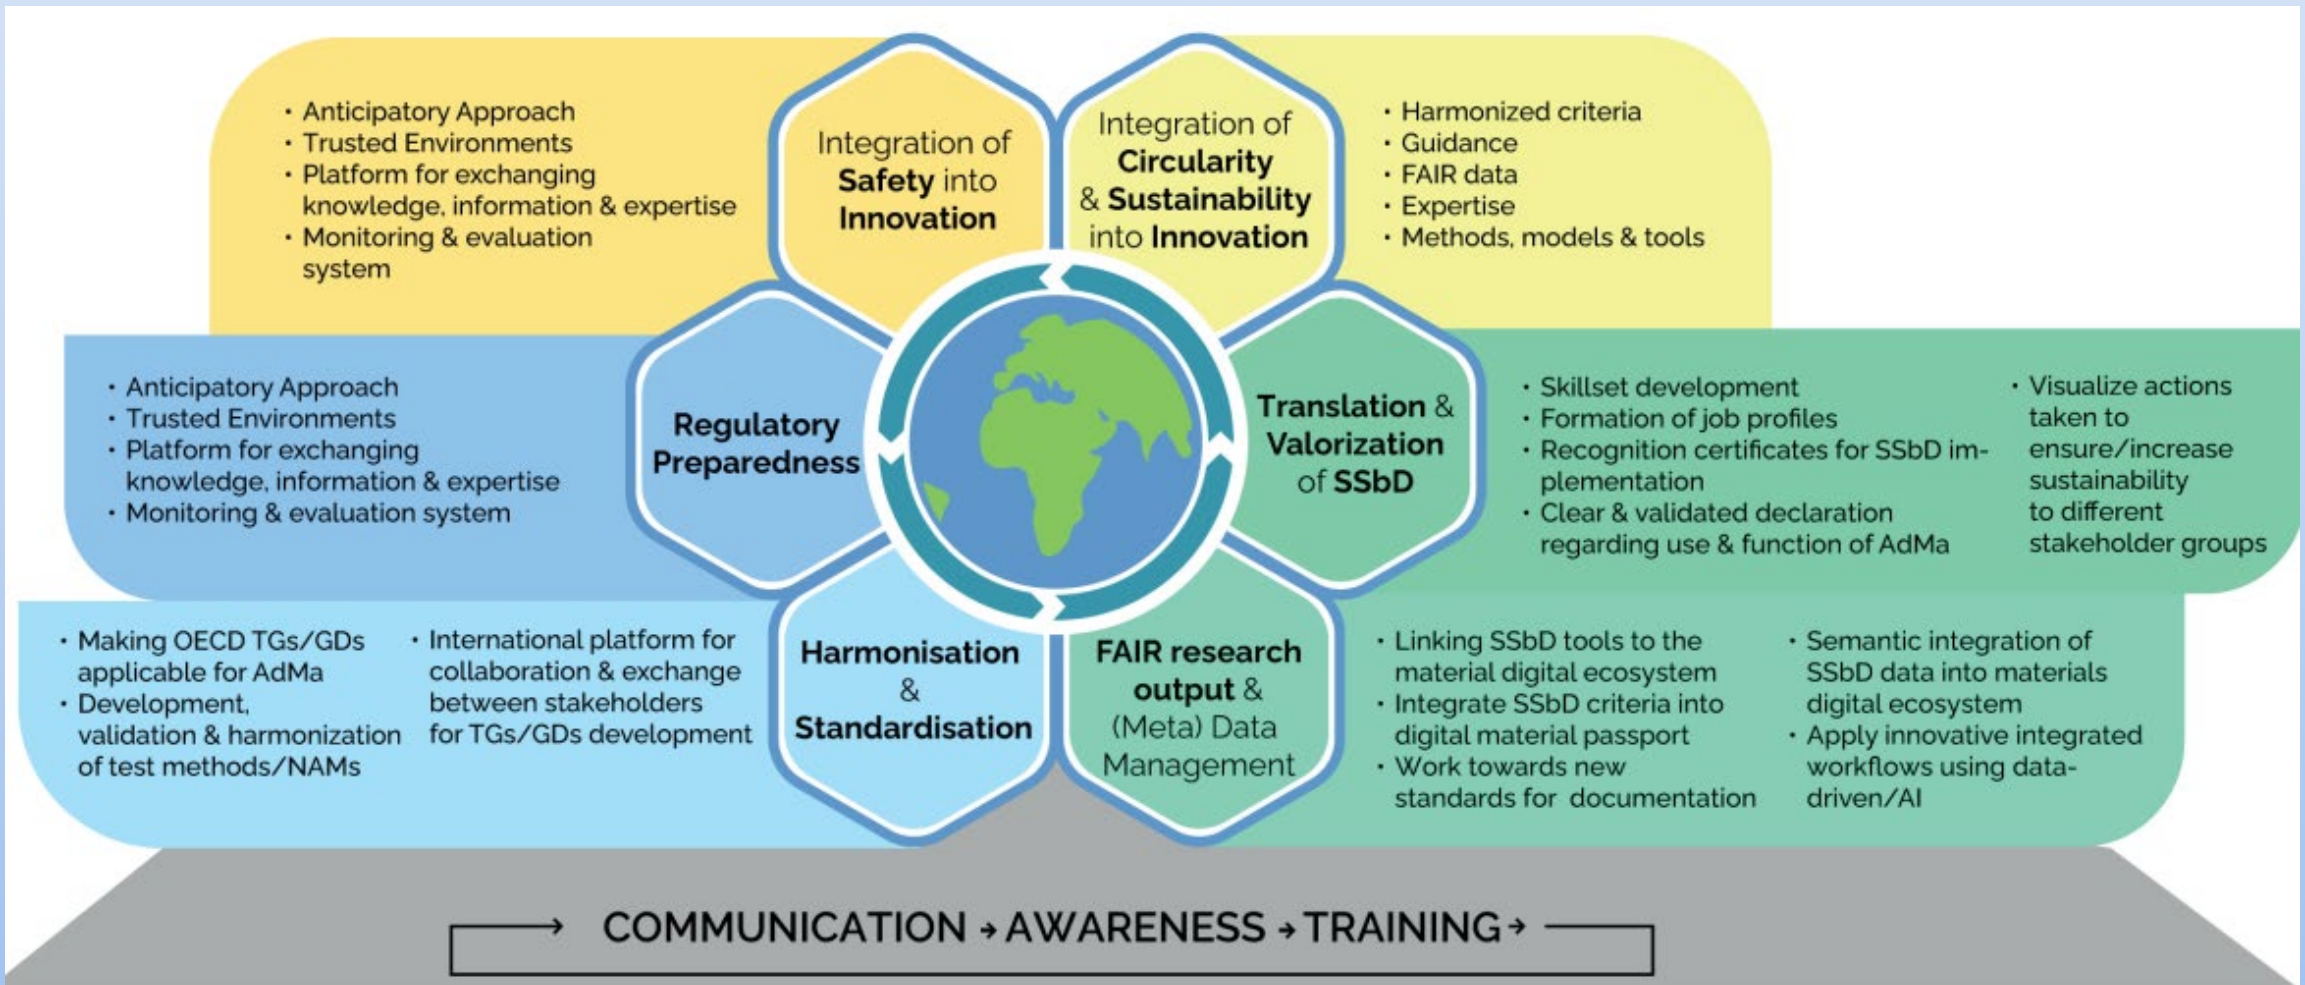 • Anticipatory Approach
• Trusted Environments
• Platform for exchanging
knowledge, information & expertise
• Monitoring & evaluation
system
Integration of
Safety into
Innovation
Integration of
Circularity
& Sustainability
into Innovation
• Harmonized criteria
• Guidance
• FAIR data
• Expertise
• Methods, models & tools
• Anticipatory Approach
• Trusted Environments
• Platform for exchanging
knowledge, information & expertise
• Monitoring & evaluation system
Regulatory
Preparedness
Translation &
Valorization
of SSbD
• Skillset development
• Formation of job profiles
• Recognition certificates for SSbD im-
plementation
• Clear & validated declaration
regarding use & function of AdMa
• Visualize actions
taken to
ensure/increase
sustainability
to different
stakeholder groups
• Making OECD TGs/GDs
applicable for AdMa
• Development,
validation & harmonization
of test methods/NAMs
• International platform for
collaboration & exchange
between stakeholders
for TGs/GDs development
Harmonisation
&
Standardisation
FAIR research
output &
(Meta) Data
Management
• Linking SSbD tools to the
material digital ecosystem
• Integrate SSbD criteria into
digital material passport
• Work towards new
standards for documentation
• Semantic integration of
SSbD data into materials
digital ecosystem
• Apply innovative integrated
workflows using data-
driven/AI
COMMUNICATION → AWARENESS → TRAINING →